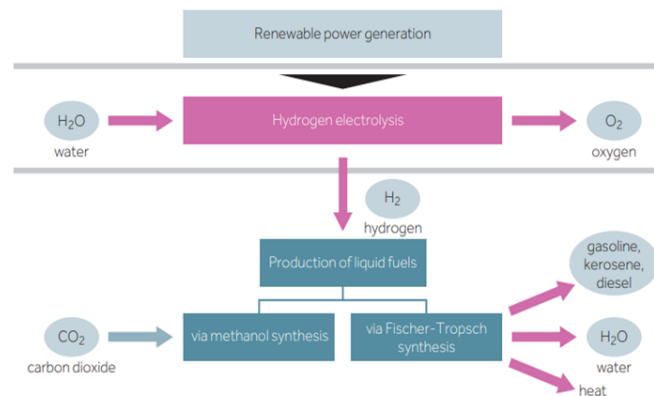 Renewable power generation
H₂O
Hydrogen electrolysis
O₂
water
oxygen
H₂
hydrogen
gasoline,
kerosene,
diesel
Production of liquid fuels
CO₂
via methanol synthesis
via Fischer-Tropsch
synthesis
H₂O
carbon dioxide
water
heat